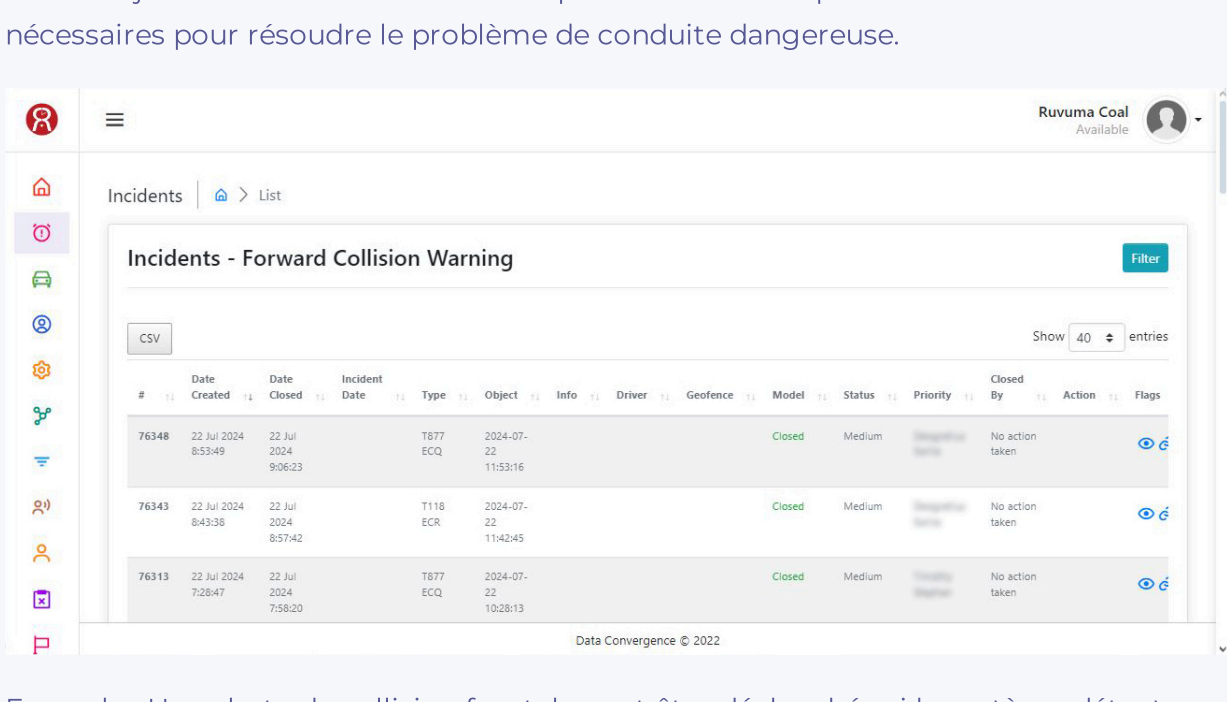 nécessaires pour résoudre le problème de conduite dangereuse.
Ruvuma Coal
Available
Incidents > List
Incidents - Forward Collision Warning
Filter
CSV
Show 40 entries
# Date Created Date Closed Incident Date Type Object Info Driver Geofence Model Status Priority Closed By Action Flags
76348 22 Jul 2024 8:53:49 22 Jul 2024 9:06:23 T877 ECQ 2024-07-22 11:53:16 Closed Medium No action taken
76343 22 Jul 2024 8:43:38 22 Jul 2024 8:57:42 T118 ECR 2024-07-22 11:42:45 Closed Medium No action taken
76313 22 Jul 2024 7:28:47 22 Jul 2024 7:58:20 T877 ECQ 2024-07-22 10:28:13 Closed Medium No action taken
Data Convergence © 2022